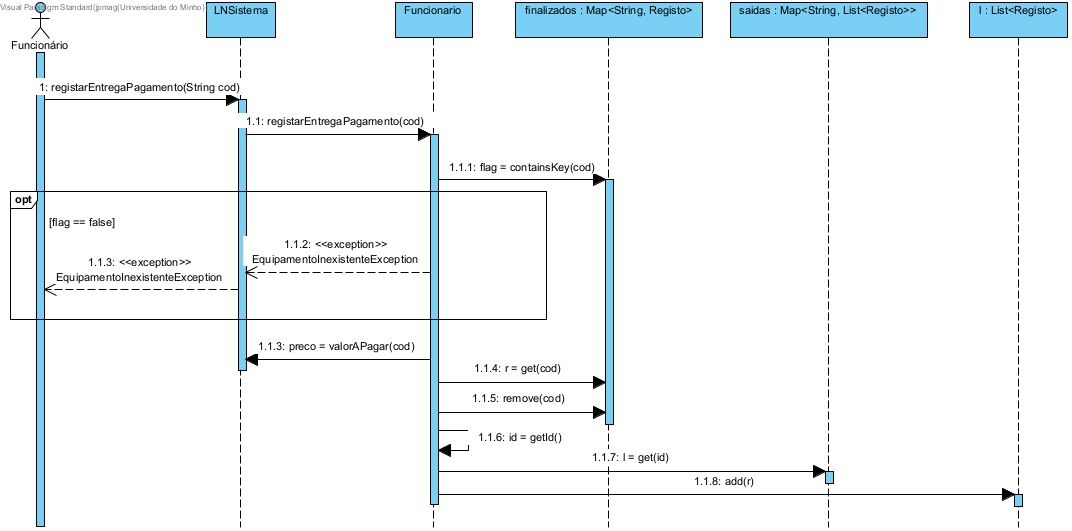 Visual Paradigm Standard(jpmag(Universidade do Minho)
Funcionário
LNSistema
Funcionario
finalizados : Map<String, Registo>
saídas : Map<String, List<Registo>>
l : List<Registo>
1: registarEntregaPagamento(String cod)
1.1: registarEntregaPagamento(cod)
1.1.1: flag = containsKey(cod)
opt
[flag == false]
1.1.2: <<exception>>
EquipamentoInexistenteException
1.1.3: <<exception>>
EquipamentoInexistenteException
1.1.3: preco = valorAPagar(cod)
1.1.4: r = get(cod)
1.1.5: remove(cod)
1.1.6: id = getId()
1.1.7: l = get(id)
1.1.8: add(r)